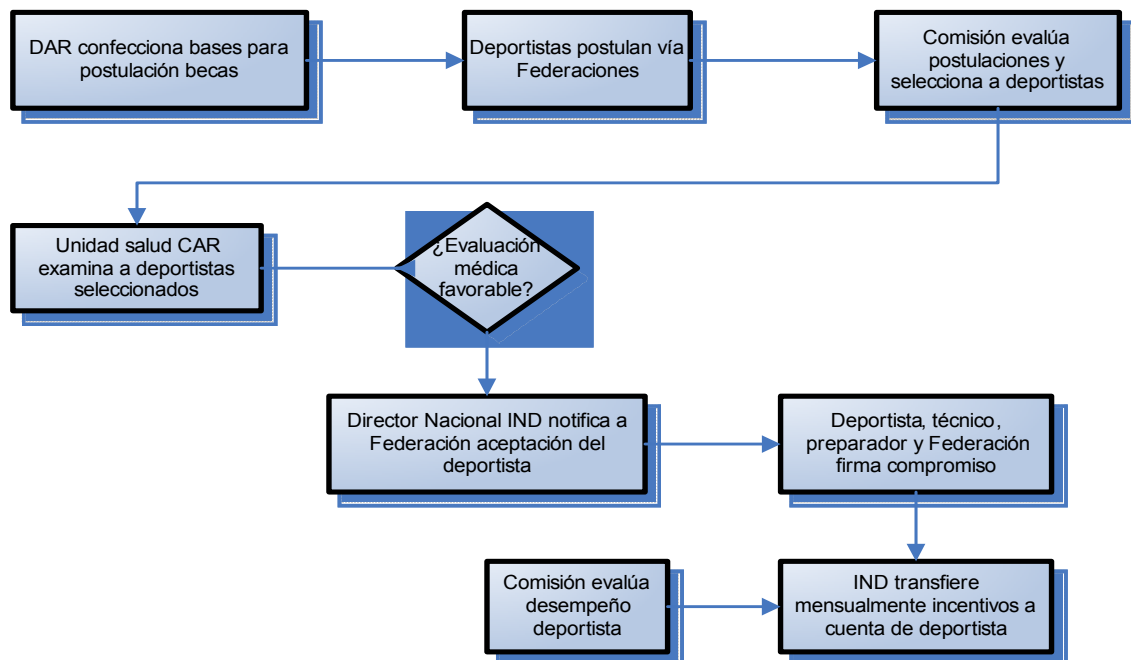 DAR confecciona bases para
postulación becas
Deportistas postulan vía
Federaciones
Comisión evalúa
postulaciones y
selecciona a deportistas
Unidad salud CAR
examina a deportistas
seleccionados
¿Evaluación
médica
favorable?
Director Nacional IND notifica a
Federación aceptación del
deportista
Deportista, técnico,
preparador y Federación
firma compromiso
Comisión evalúa
desempeño
deportista
IND transfiere
mensualmente incentivos a
cuenta de deportista